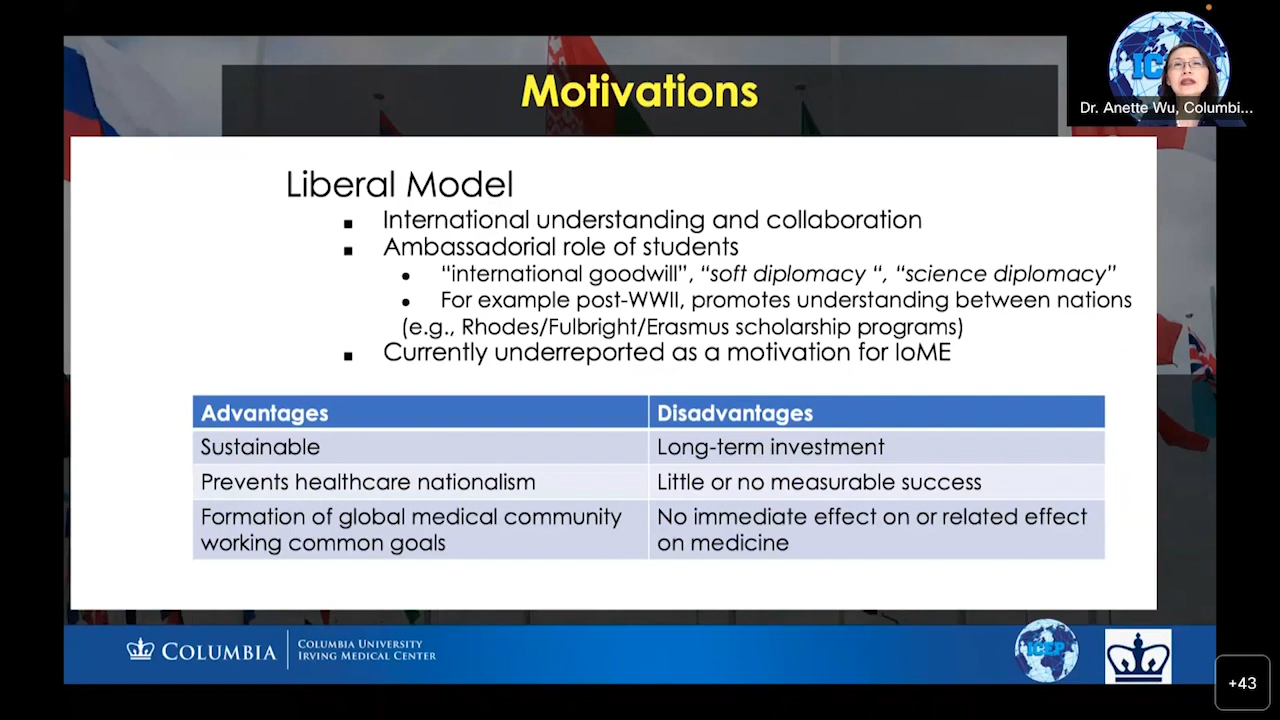 Motivations
Dr. Anette Wu, Columbi...
Liberal Model
▪ International understanding and collaboration
▪ Ambassadorial role of students
• “international goodwill”, “soft diplomacy “, “science diplomacy”
• For example post-WWII, promotes understanding between nations
(e.g., Rhodes/Fulbright/Erasmus scholarship programs)
▪ Currently underreported as a motivation for IoME
Advantages
Disadvantages
Sustainable
Long-term investment
Prevents healthcare nationalism
Little or no measurable success
Formation of global medical community
working common goals
No immediate effect on or related effect
on medicine
COLUMBIA
COLUMBIA UNIVERSITY
IRVING MEDICAL CENTER
ICEP
+43